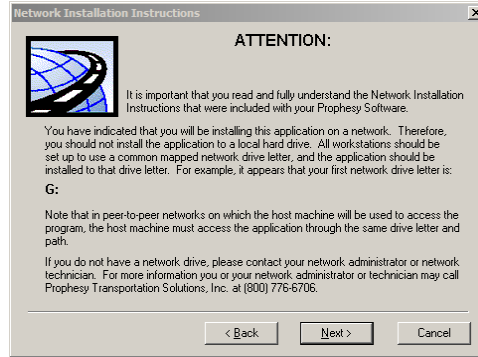 Network Installation Instructions
ATTENTION:
It is important that you read and fully understand the Network Installation
Instructions that were included with your Prophesy Software.
You have indicated that you will be installing this application on a network. Therefore,
you should not install the application to a local hard drive. All workstations should be
set up to use a common mapped network drive letter, and the application should be
installed to that drive letter. For example, it appears that your first network drive letter is:
G:
Note that in peer-to-peer networks on which the host machine will be used to access the
program, the host machine must access the application through the same drive letter and
path.
If you do not have a network drive, please contact your network administrator or network
technician. For more information you or your network administrator or technician may call
Prophesy Transportation Solutions, Inc. at (800) 776-6706.
< Back Next > Cancel